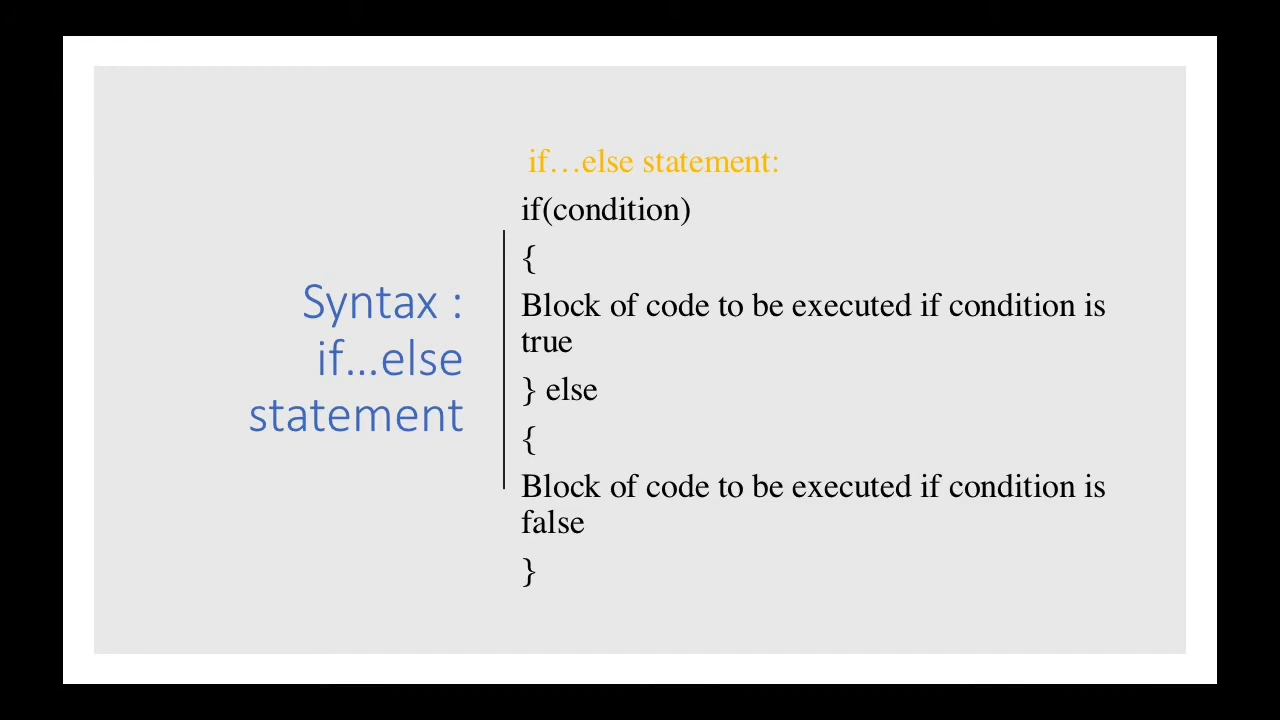 Syntax :
if…else
statement
if…else statement:
if(condition)
{
Block of code to be executed if condition is
true
} else
{
Block of code to be executed if condition is
false
}